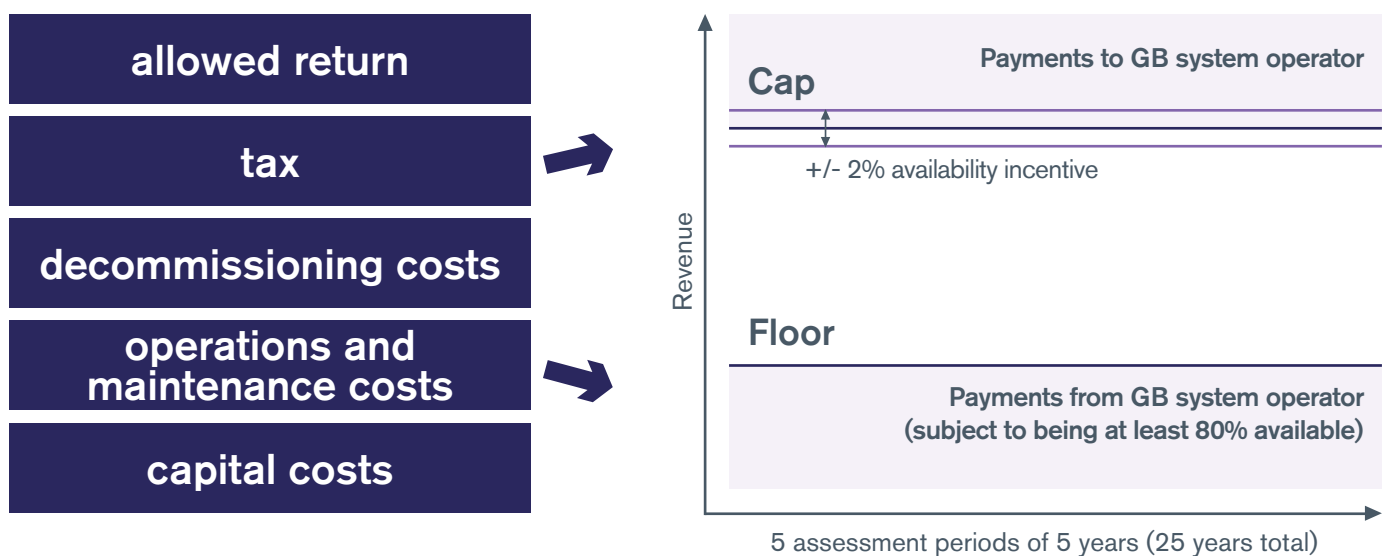 allowed return
tax
decommissioning costs
operations and
maintenance costs
capital costs
Revenue
Cap
Payments to GB system operator
+/- 2% availability incentive
Floor
Payments from GB system operator
(subject to being at least 80% available)
5 assessment periods of 5 years (25 years total)